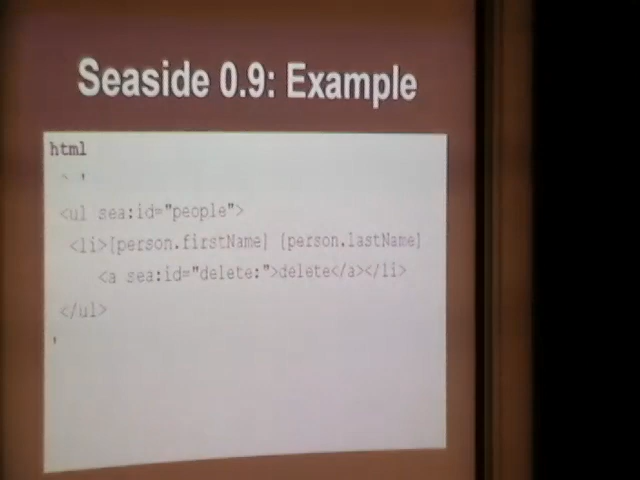 Seaside 0.9: Example
html
^ '
<ul sea:id="people">
<li>[person.firstName] [person.lastName]
<a sea:id="delete:">delete</a></li>
</ul>
'